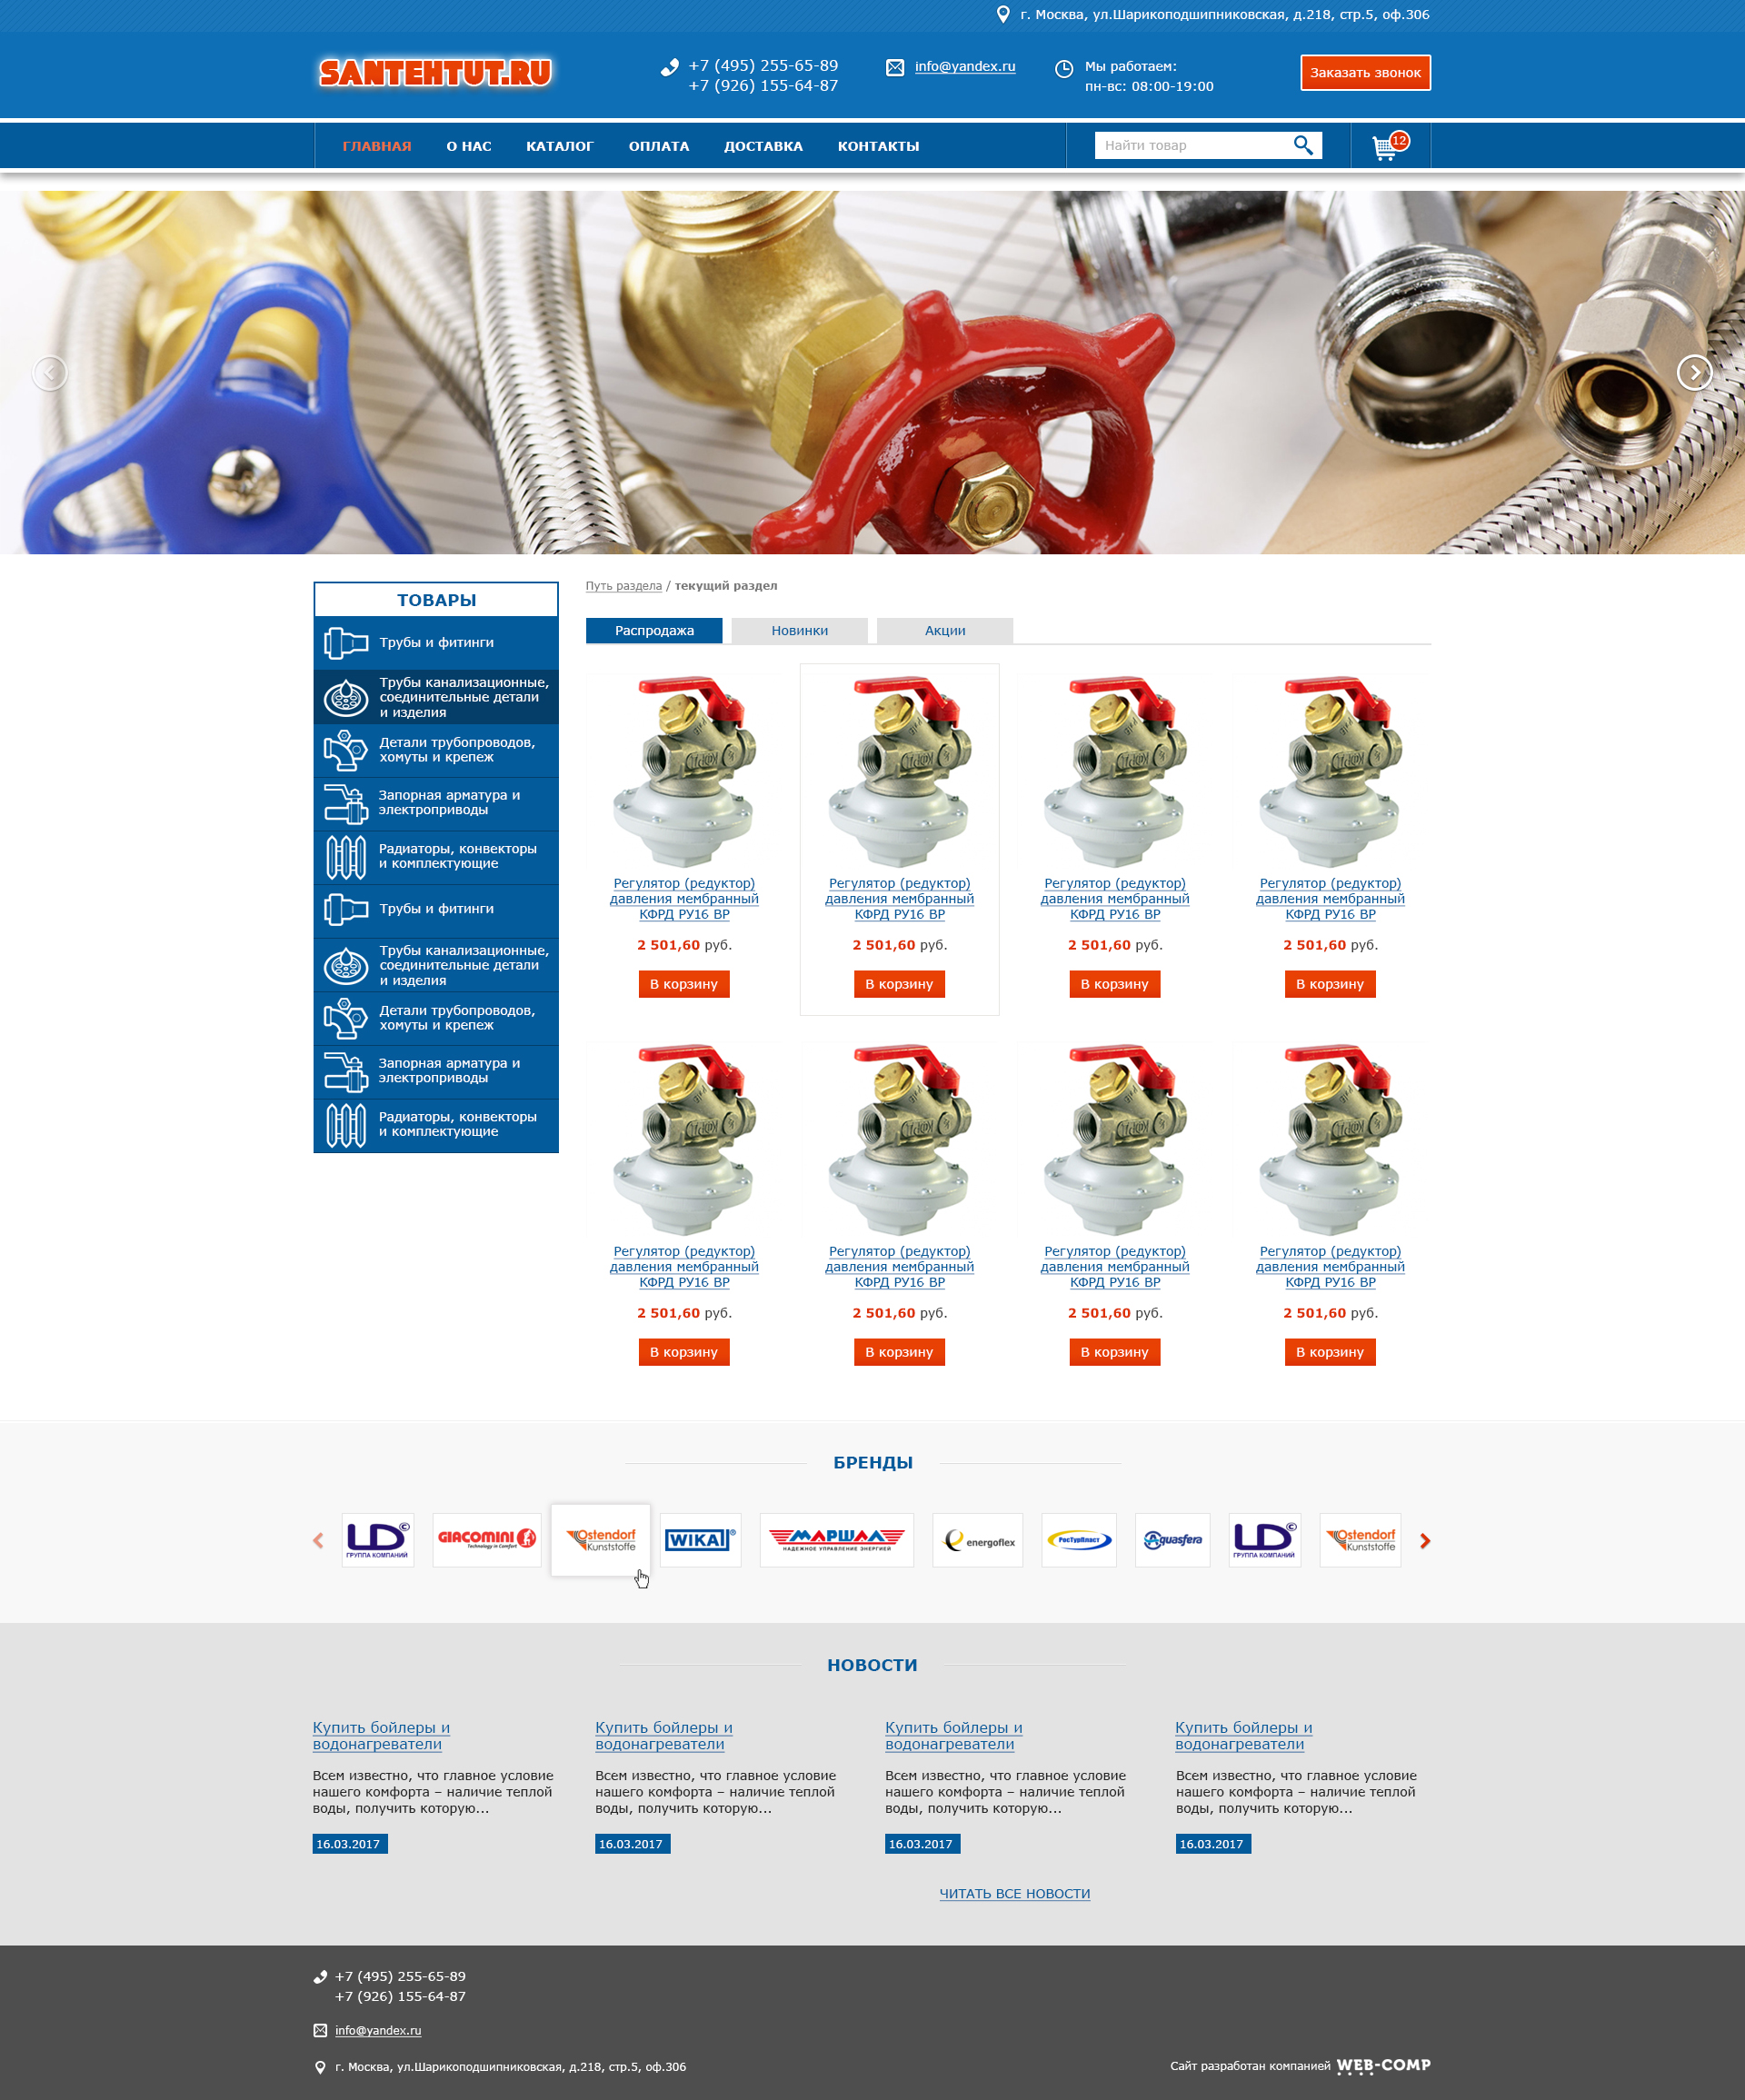 г. Москва, ул.Шарикоподшипниковская, д.218, стр.5, оф.306
SANTEHTUT.RU
+7 (495) 255-65-89
+7 (926) 155-64-87
info@yandex.ru
Мы работаем:
пн-вс: 08:00-19:00
Заказать звонок
ГЛАВНАЯ О НАС КАТАЛОГ ОПЛАТА ДОСТАВКА КОНТАКТЫ
Найти товар
12
ТОВАРЫ
Трубы и фитинги
Трубы канализационные,
соединительные детали
и изделия
Детали трубопроводов,
хомуты и крепеж
Запорная арматура и
электроприводы
Радиаторы, конвекторы
и комплектующие
Трубы и фитинги
Трубы канализационные,
соединительные детали
и изделия
Детали трубопроводов,
хомуты и крепеж
Запорная арматура и
электроприводы
Радиаторы, конвекторы
и комплектующие
Путь раздела / текущий раздел
Распродажа Новинки Акции
Регулятор (редуктор)
давления мембранный
КФРД РУ16 ВР
2 501,60 руб.
В корзину
Регулятор (редуктор)
давления мембранный
КФРД РУ16 ВР
2 501,60 руб.
В корзину
Регулятор (редуктор)
давления мембранный
КФРД РУ16 ВР
2 501,60 руб.
В корзину
Регулятор (редуктор)
давления мембранный
КФРД РУ16 ВР
2 501,60 руб.
В корзину
Регулятор (редуктор)
давления мембранный
КФРД РУ16 ВР
2 501,60 руб.
В корзину
Регулятор (редуктор)
давления мембранный
КФРД РУ16 ВР
2 501,60 руб.
В корзину
Регулятор (редуктор)
давления мембранный
КФРД РУ16 ВР
2 501,60 руб.
В корзину
Регулятор (редуктор)
давления мембранный
КФРД РУ16 ВР
2 501,60 руб.
В корзину
БРЕНДЫ
LD©
ГРУППА КОМПАНИЙ
GIACOMINI
Technology in Comfort
Ostendorf
Kunststoffe
WIKA
МАРШАЛ
НАДЕЖНОЕ УПРАВЛЕНИЕ ЭНЕРГИЕЙ
energoflex
РосТурПласт
Aquasfera
LD©
ГРУППА КОМПАНИЙ
Ostendorf
Kunststoffe
НОВОСТИ
Купить бойлеры и
водонагреватели
Всем известно, что главное условие
нашего комфорта – наличие теплой
воды, получить которую...
16.03.2017
Купить бойлеры и
водонагреватели
Всем известно, что главное условие
нашего комфорта – наличие теплой
воды, получить которую...
16.03.2017
Купить бойлеры и
водонагреватели
Всем известно, что главное условие
нашего комфорта – наличие теплой
воды, получить которую...
16.03.2017
Купить бойлеры и
водонагреватели
Всем известно, что главное условие
нашего комфорта – наличие теплой
воды, получить которую...
16.03.2017
ЧИТАТЬ ВСЕ НОВОСТИ
+7 (495) 255-65-89
+7 (926) 155-64-87
info@yandex.ru
г. Москва, ул.Шарикоподшипниковская, д.218, стр.5, оф.306
Сайт разработан компанией WEB-COMP